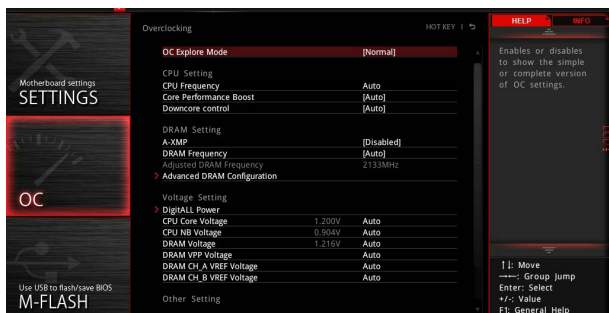 Overclocking
HOT KEY | ↩
HELP
INFO
Motherboard settings
SETTINGS
OC
Use USB to flash/save BIOS
M-FLASH
OC Explore Mode [Normal]
CPU Setting
CPU Frequency Auto
Core Performance Boost [Auto]
Downcore control [Auto]
DRAM Setting
A-XMP [Disabled]
DRAM Frequency [Auto]
Adjusted DRAM Frequency 2133MHz
> Advanced DRAM Configuration
Voltage Setting
> DigitALL Power
CPU Core Voltage 1.200V Auto
CPU NB Voltage 0.904V Auto
DRAM Voltage 1.216V Auto
DRAM VPP Voltage Auto
DRAM CH_A VREF Voltage Auto
DRAM CH_B VREF Voltage Auto
Other Setting
Enables or disables
to show the simple
or complete version
of OC settings.
↑↓: Move
→←: Group Jump
Enter: Select
+/-: Value
F1: General Help